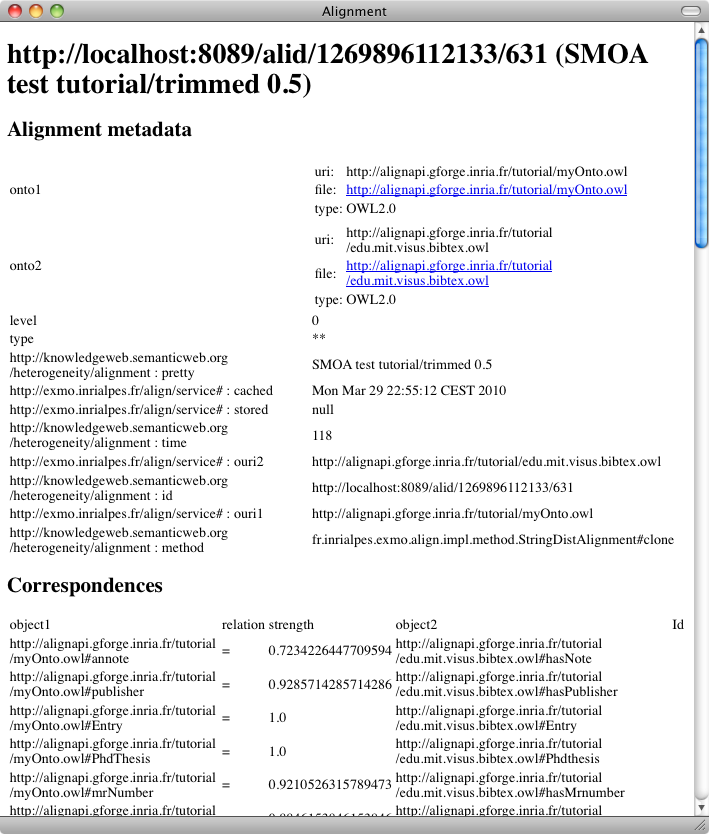 Alignment
http://localhost:8089/alid/1269896112133/631 (SMOA
test tutorial/trimmed 0.5)
Alignment metadata
uri: http://alignapi.gforge.inria.fr/tutorial/myOnto.owl
onto1 file: http://alignapi.gforge.inria.fr/tutorial/myOnto.owl
type: OWL2.0
uri: http://alignapi.gforge.inria.fr/tutorial
/edu.mit.visus.bibtex.owl
onto2 file: http://alignapi.gforge.inria.fr/tutorial
/edu.mit.visus.bibtex.owl
type: OWL2.0
level 0
type **
http://knowledgeweb.semanticweb.org
/heterogeneity/alignment : pretty SMOA test tutorial/trimmed 0.5
http://exmo.inrialpes.fr/align/service# : cached Mon Mar 29 22:55:12 CEST 2010
http://exmo.inrialpes.fr/align/service# : stored null
http://knowledgeweb.semanticweb.org
/heterogeneity/alignment : time 118
http://exmo.inrialpes.fr/align/service# : ouri2 http://alignapi.gforge.inria.fr/tutorial/edu.mit.visus.bibtex.owl
http://knowledgeweb.semanticweb.org
/heterogeneity/alignment : id http://localhost:8089/alid/1269896112133/631
http://exmo.inrialpes.fr/align/service# : ouri1 http://alignapi.gforge.inria.fr/tutorial/myOnto.owl
http://knowledgeweb.semanticweb.org
/heterogeneity/alignment : method fr.inrialpes.exmo.align.impl.method.StringDistAlignment#clone
Correspondences
object1 relation strength object2 Id
http://alignapi.gforge.inria.fr/tutorial
/myOnto.owl#annote = 0.7234226447709594 http://alignapi.gforge.inria.fr/tutorial
/edu.mit.visus.bibtex.owl#hasNote
http://alignapi.gforge.inria.fr/tutorial
/myOnto.owl#publisher = 0.9285714285714286 http://alignapi.gforge.inria.fr/tutorial
/edu.mit.visus.bibtex.owl#hasPublisher
http://alignapi.gforge.inria.fr/tutorial
/myOnto.owl#Entry = 1.0 http://alignapi.gforge.inria.fr/tutorial
/edu.mit.visus.bibtex.owl#Entry
http://alignapi.gforge.inria.fr/tutorial
/myOnto.owl#PhdThesis = 1.0 http://alignapi.gforge.inria.fr/tutorial
/edu.mit.visus.bibtex.owl#Phdthesis
http://alignapi.gforge.inria.fr/tutorial
/myOnto.owl#mrNumber = 0.9210526315789473 http://alignapi.gforge.inria.fr/tutorial
/edu.mit.visus.bibtex.owl#hasMrnumber
http://alignapi.gforge.inria.fr/tutorial http://alignapi.gforge.inria.fr/tutorial